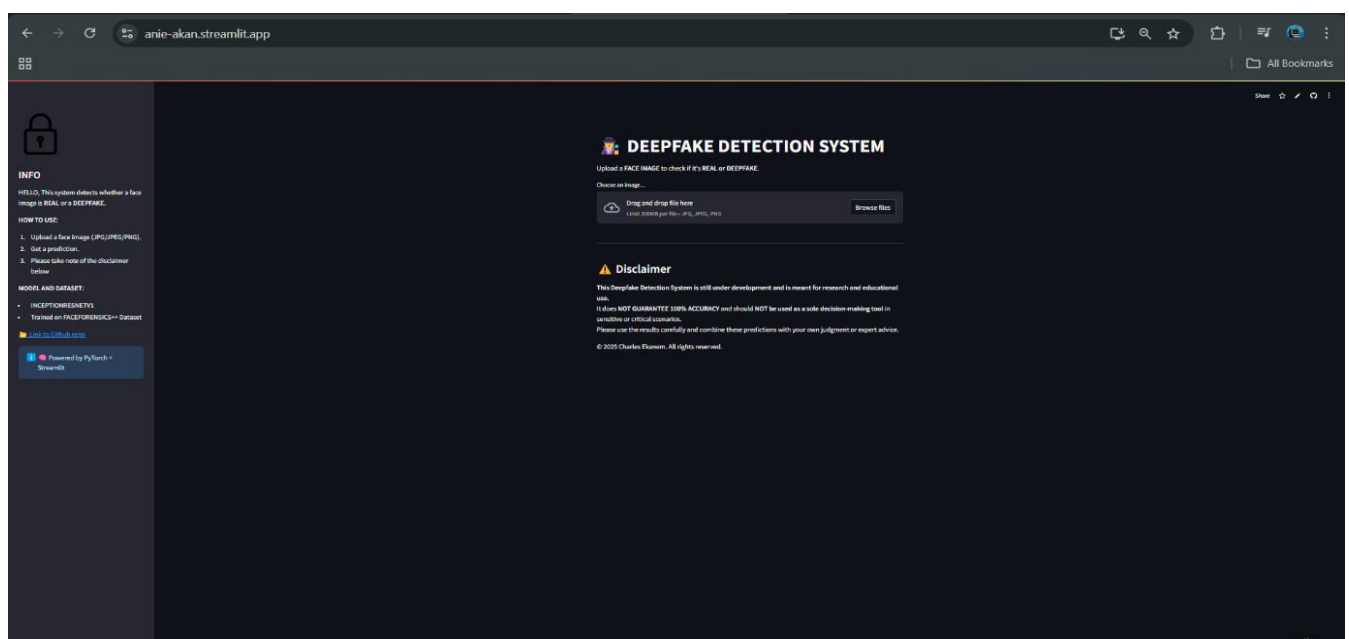 anie-akan.streamlit.app
All Bookmarks
Share
INFO
HELLO, This system detects whether a face
image is REAL or a DEEPFAKE.
HOW TO USE:
1. Upload a face image (JPG/JPEG/PNG).
2. Get a prediction.
3. Please take note of the disclaimer
below
MODEL AND DATASET:
• INCEPTIONRESNETV1
• Trained on FACEFORENSICS++ Dataset
Link to Github repo
Powered by PyTorch +
Streamlit
DEEPFAKE DETECTION SYSTEM
Upload a FACE IMAGE to check if it's REAL or DEEPFAKE.
Choose an image...
Drag and drop file here
Limit 200MB per file • JPG, JPEG, PNG
Browse files
Disclaimer
This Deepfake Detection System is still under development and is meant for research and educational
use.
It does NOT GUARANTEE 100% ACCURACY and should NOT be used as a sole decision-making tool in
sensitive or critical scenarios.
Please use the results carefully and combine these predictions with your own judgment or expert advice.
© 2025 Charles Ekanem. All rights reserved.